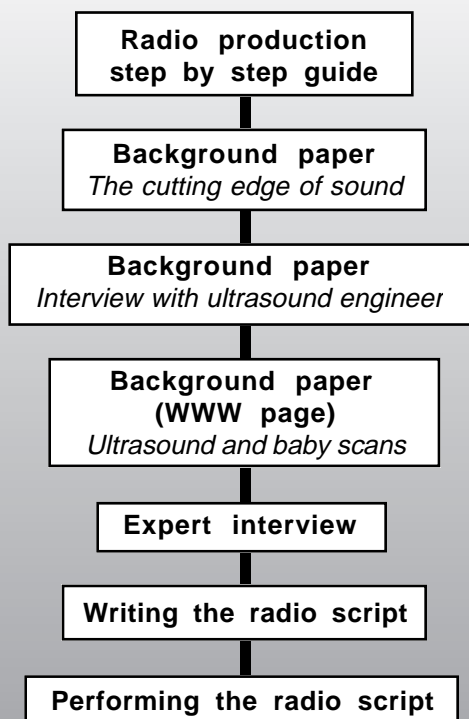 Radio production
step by step guide
Background paper
The cutting edge of sound
Background paper
Interview with ultrasound engineer
Background paper
(WWW page)
Ultrasound and baby scans
Expert interview
Writing the radio script
Performing the radio script